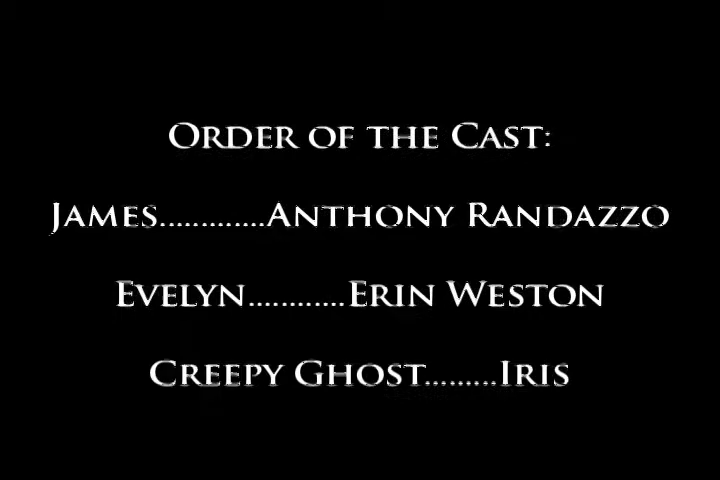 Order of the Cast:
James.............Anthony Randazzo
Evelyn............Erin Weston
Creepy Ghost.........Iris